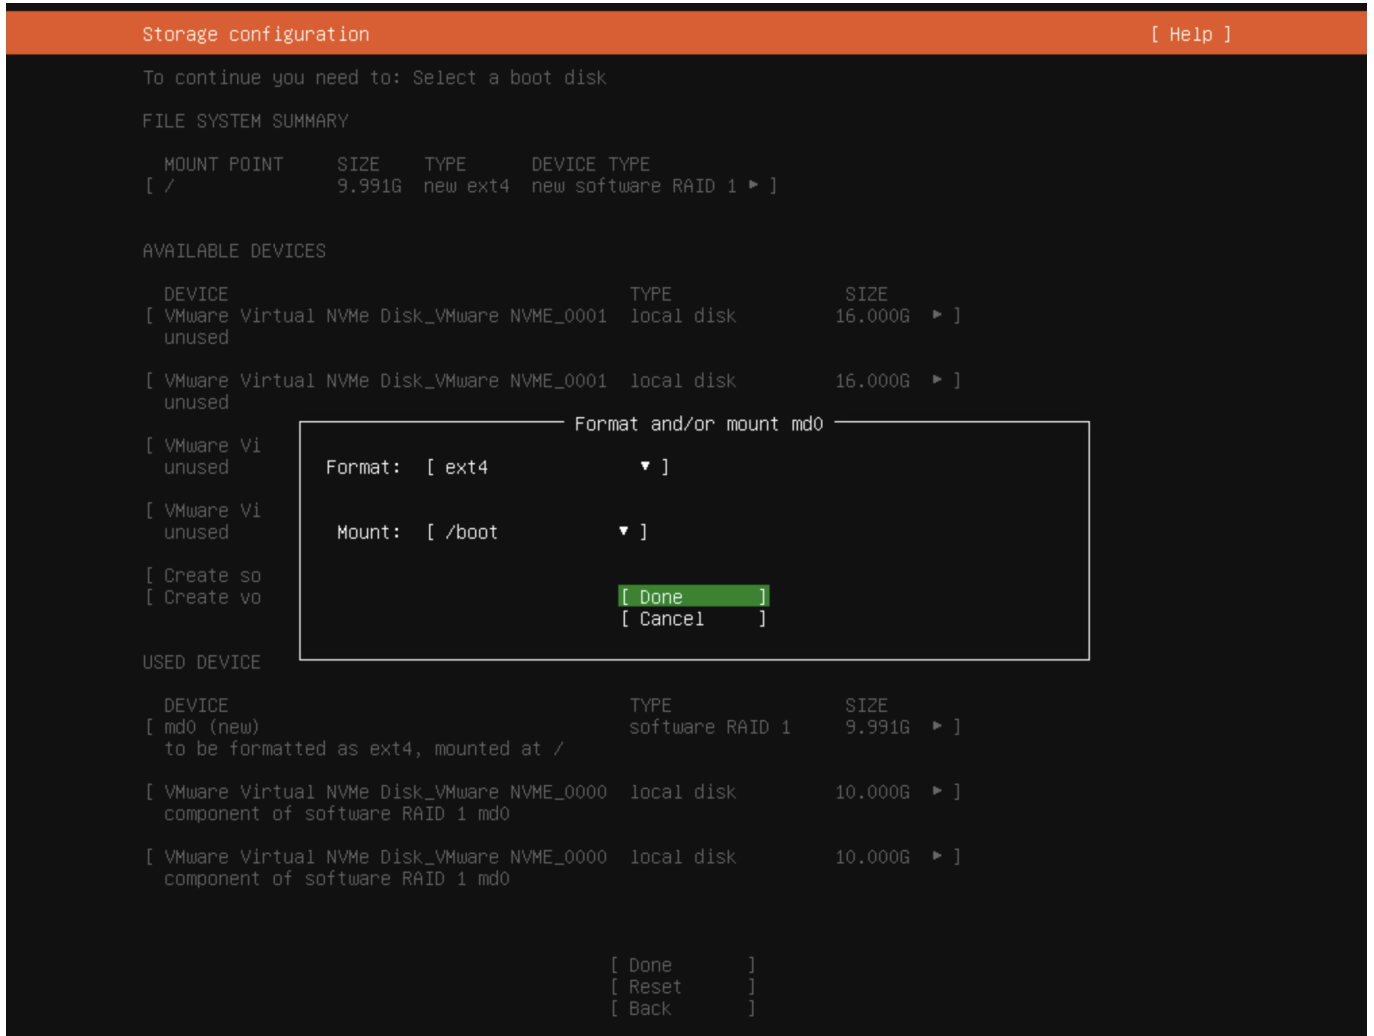 Storage configuration [ Help ]
To continue you need to: Select a boot disk
FILE SYSTEM SUMMARY
MOUNT POINT SIZE TYPE DEVICE TYPE
[ / 9.991G new ext4 new software RAID 1 ▸ ]
AVAILABLE DEVICES
DEVICE TYPE SIZE
[ VMware Virtual NVMe Disk_VMware NVME_0001 local disk 16.000G ▸ ]
unused
[ VMware Virtual NVMe Disk_VMware NVME_0001 local disk 16.000G ▸ ]
unused
[ VMware Vi
unused
[ VMware Vi
unused
[ Create so
[ Create vo
Format and/or mount md0
Format: [ ext4 ▾ ]
Mount: [ /boot ▾ ]
[ Done ]
[ Cancel ]
USED DEVICE
DEVICE TYPE SIZE
[ md0 (new) software RAID 1 9.991G ▸ ]
to be formatted as ext4, mounted at /
[ VMware Virtual NVMe Disk_VMware NVME_0000 local disk 10.000G ▸ ]
component of software RAID 1 md0
[ VMware Virtual NVMe Disk_VMware NVME_0000 local disk 10.000G ▸ ]
component of software RAID 1 md0
[ Done ]
[ Reset ]
[ Back ]